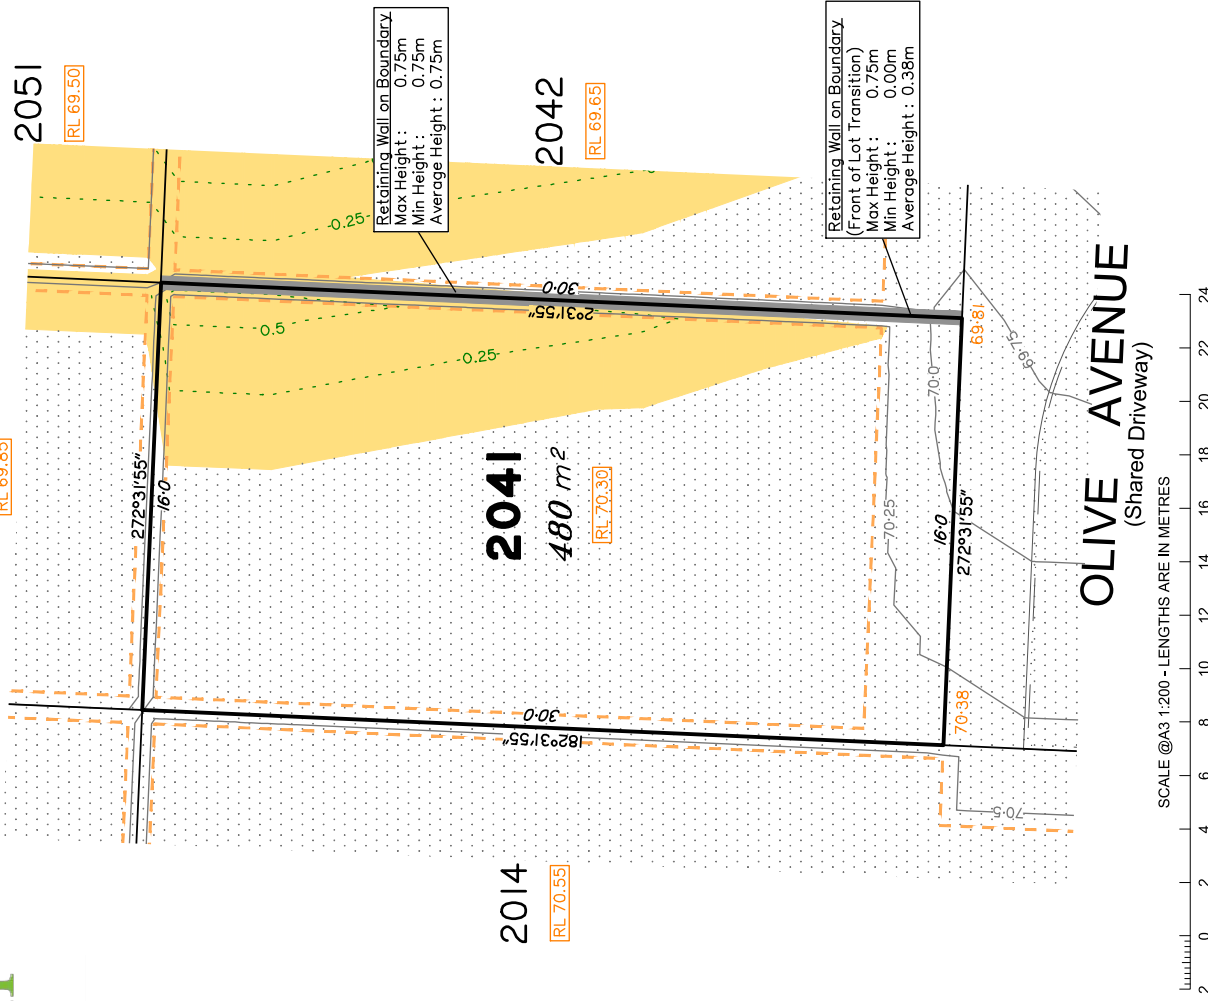 2051
RL 69.50
Retaining Wall on Boundary
Max Height : 0.75m
Min Height : 0.75m
Average Height : 0.75m
2042
RL 69.65
Retaining Wall on Boundary
(Front of Lot Transition)
Max Height : 0.75m
Min Height : 0.00m
Average Height : 0.38m
-0.25
RL 69.85
272°31'55"
16·0
0.5
-0.25
30·0
2°31'55"
2041
480 m²
RL 70.30
30·0
182°31'55"
70·25
70·0
69·81
69·75
16·0
272°31'55"
70·38
70·5
2014
RL 70.55
OLIVE AVENUE
(Shared Driveway)
SCALE @A3 1:200 - LENGTHS ARE IN METRES
2 0 2 4 6 8 10 12 14 16 18 20 22 24